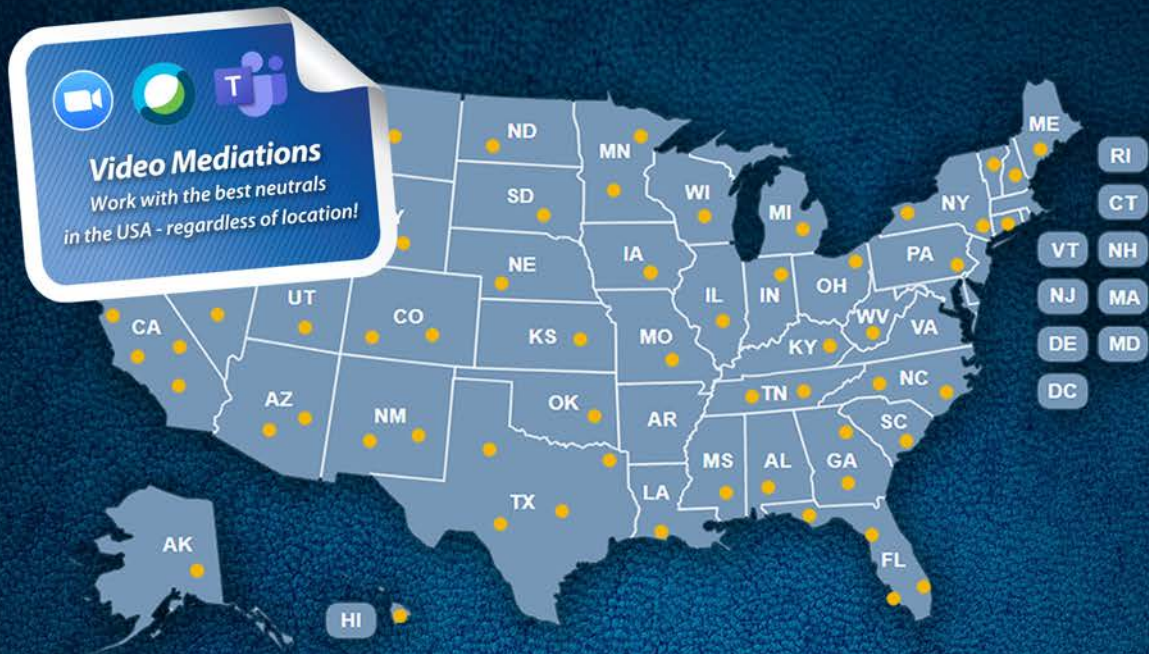 T
Video Mediations
Work with the best neutrals
in the USA - regardless of location!
ND
MN
ME
RI
SD
WI
MI
NY
CT
NE
IA
PA
VT
NH
UT
CO
IL
IN
OH
NJ
MA
CA
KS
MO
KY
WV
VA
DE
MD
AZ
NM
OK
AR
TN
NC
DC
TX
LA
MS
AL
GA
SC
AK
FL
HI